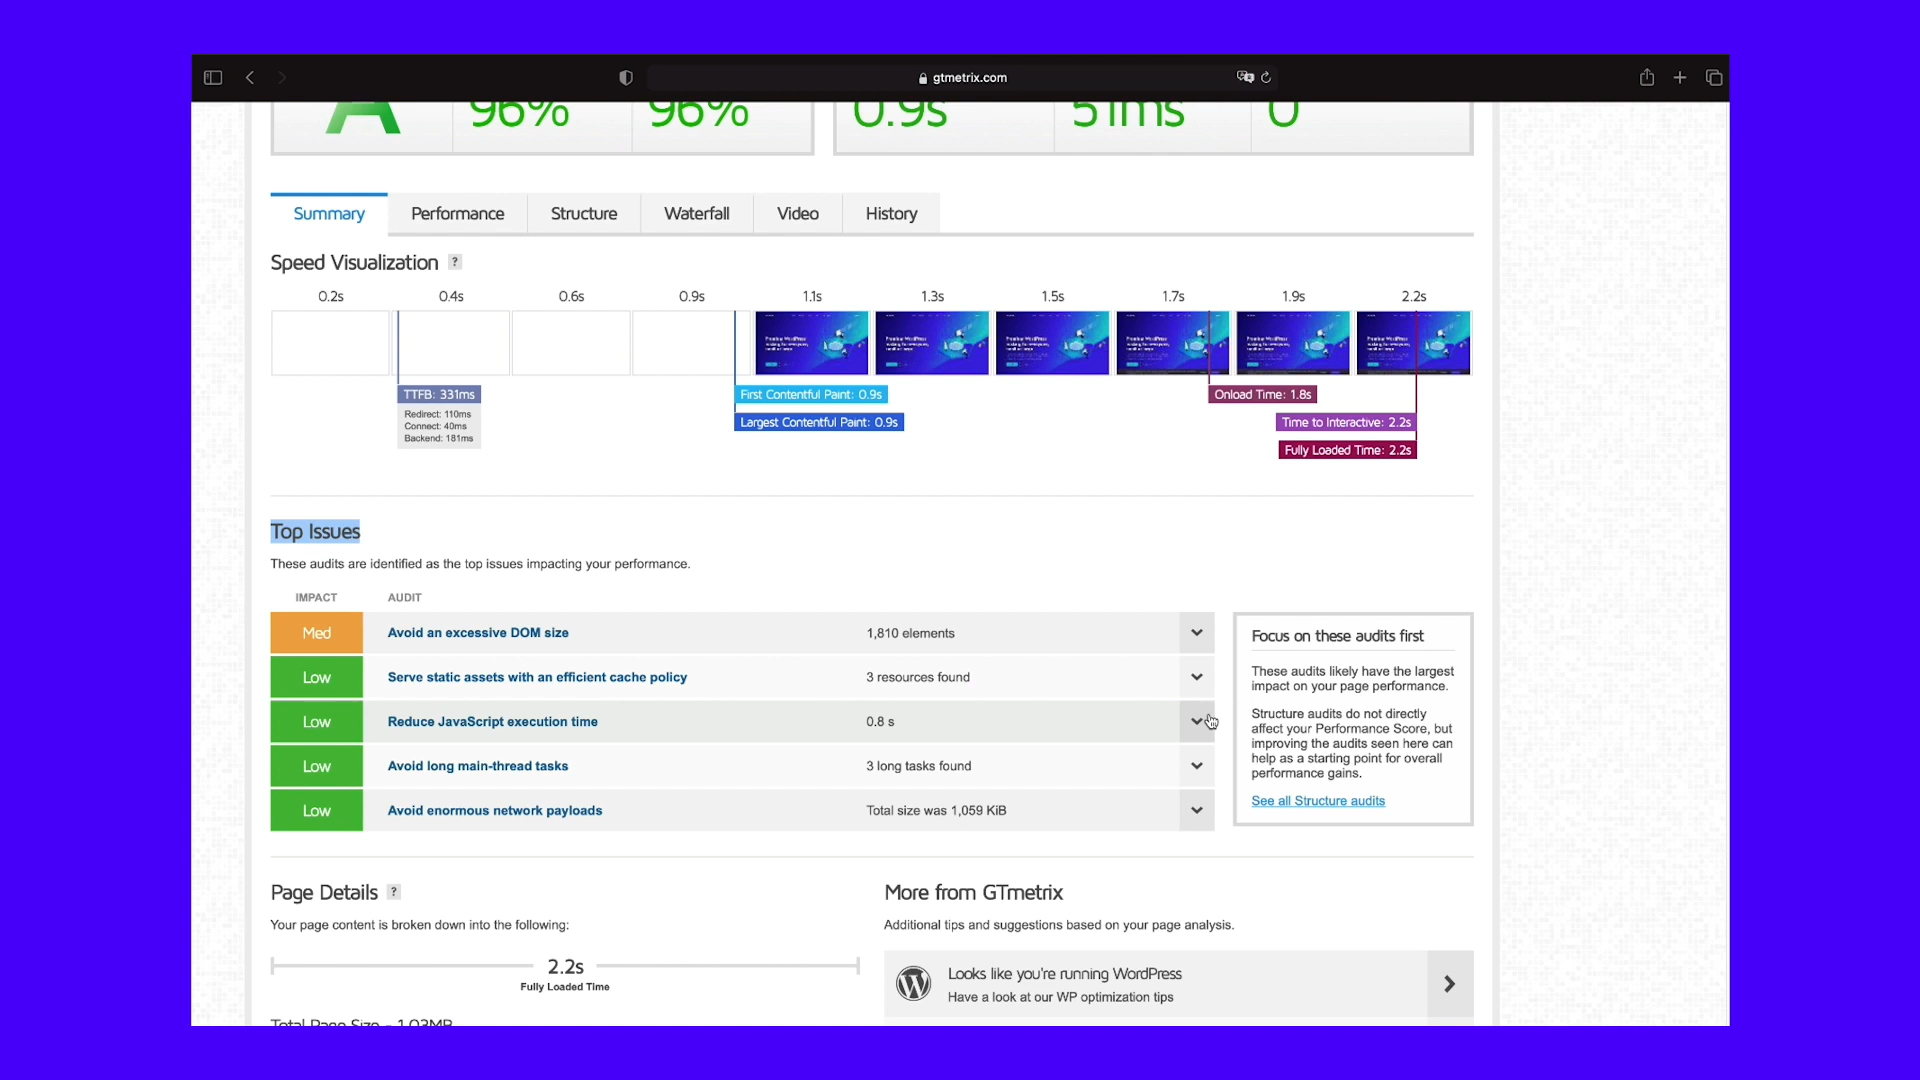 gtmetrix.com
A 96% 96% 0.9s 51ms 0
Summary Performance Structure Waterfall Video History
Speed Visualization ?
0.2s 0.4s 0.6s 0.9s 1.1s 1.3s 1.5s 1.7s 1.9s 2.2s
TTFB: 331ms
Redirect: 110ms
Connect: 40ms
Backend: 181ms
First Contentful Paint: 0.9s
Largest Contentful Paint: 0.9s
Onload Time: 1.8s
Time to Interactive: 2.2s
Fully Loaded Time: 2.2s
Top Issues
These audits are identified as the top issues impacting your performance.
IMPACT AUDIT
Med Avoid an excessive DOM size 1,810 elements
Low Serve static assets with an efficient cache policy 3 resources found
Low Reduce JavaScript execution time 0.8 s
Low Avoid long main-thread tasks 3 long tasks found
Low Avoid enormous network payloads Total size was 1,059 KiB
Focus on these audits first
These audits likely have the largest
impact on your page performance.
Structure audits do not directly
affect your Performance Score, but
improving the audits seen here can
help as a starting point for overall
performance gains.
See all Structure audits
Page Details ?
Your page content is broken down into the following:
2.2s
Fully Loaded Time
Total Page Size - 1.03MB
More from GTmetrix
Additional tips and suggestions based on your page analysis.
Looks like you're running WordPress
Have a look at our WP optimization tips